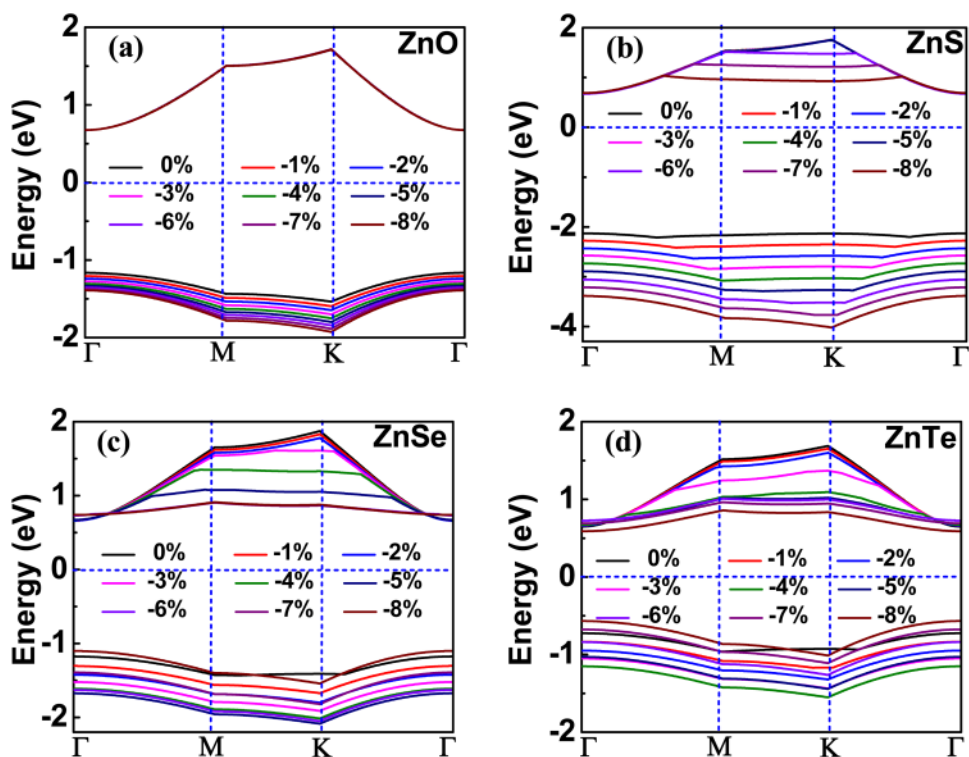 (a) ZnO
Energy (eV)
2
1
0
-1
-2
0% -1% -2%
-3% -4% -5%
-6% -7% -8%
Γ M K Γ
(b) ZnS
Energy (eV)
2
0
-2
-4
0% -1% -2%
-3% -4% -5%
-6% -7% -8%
Γ M K Γ
(c) ZnSe
Energy (eV)
2
1
0
-1
-2
0% -1% -2%
-3% -4% -5%
-6% -7% -8%
Γ M K Γ
(d) ZnTe
Energy (eV)
2
1
0
-1
-2
0% -1% -2%
-3% -4% -5%
-6% -7% -8%
Γ M K Γ